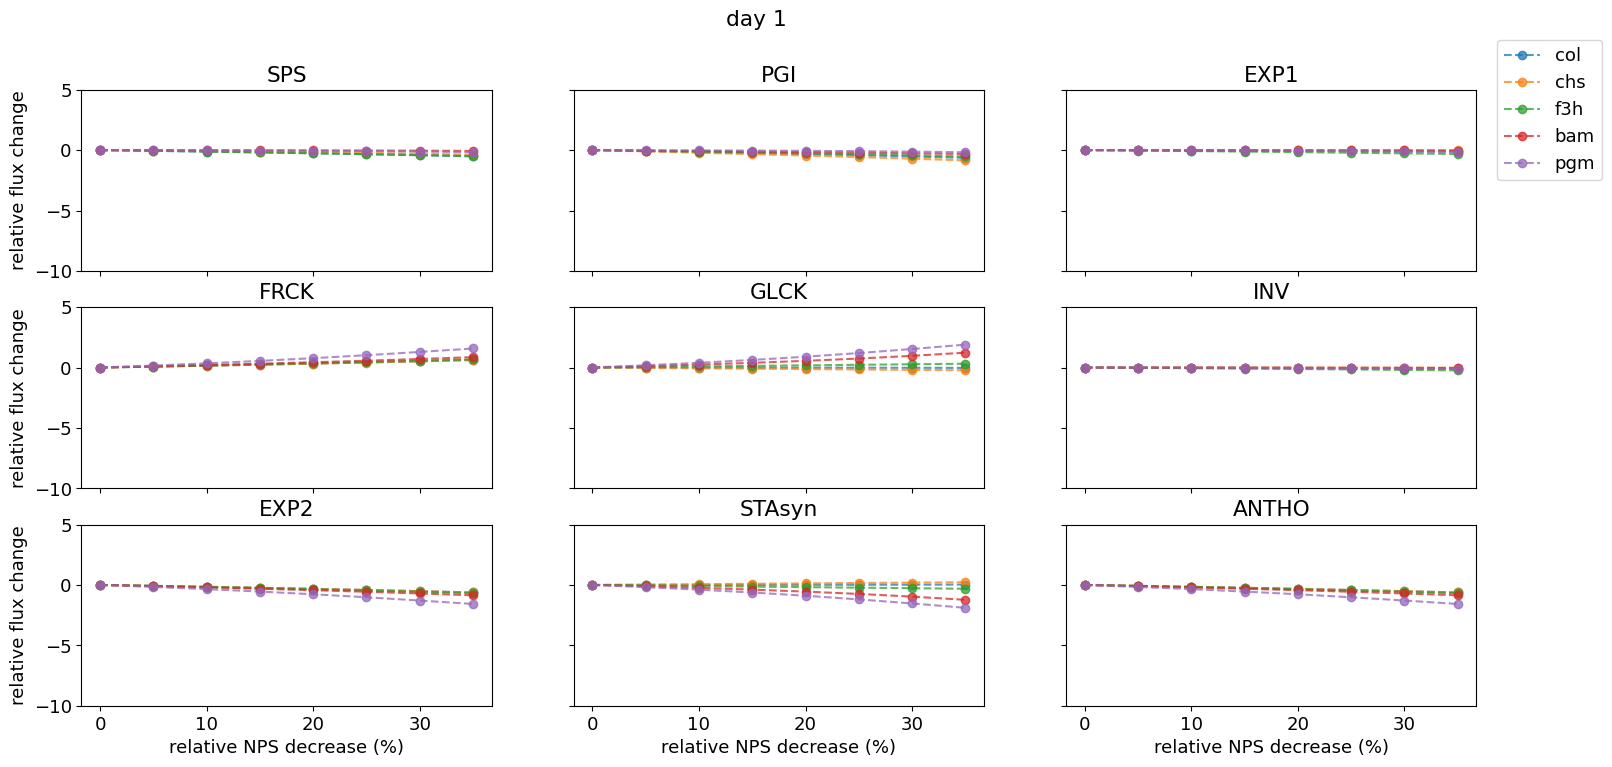 day 1
SPS
PGI
EXP1
col
chs
f3h
bam
pgm
relative flux change
5
0
−5
−10
FRCK
GLCK
INV
relative flux change
5
0
−5
−10
EXP2
STAsyn
ANTHO
relative flux change
5
0
−5
−10
0 10 20 30
0 10 20 30
0 10 20 30
relative NPS decrease (%)
relative NPS decrease (%)
relative NPS decrease (%)